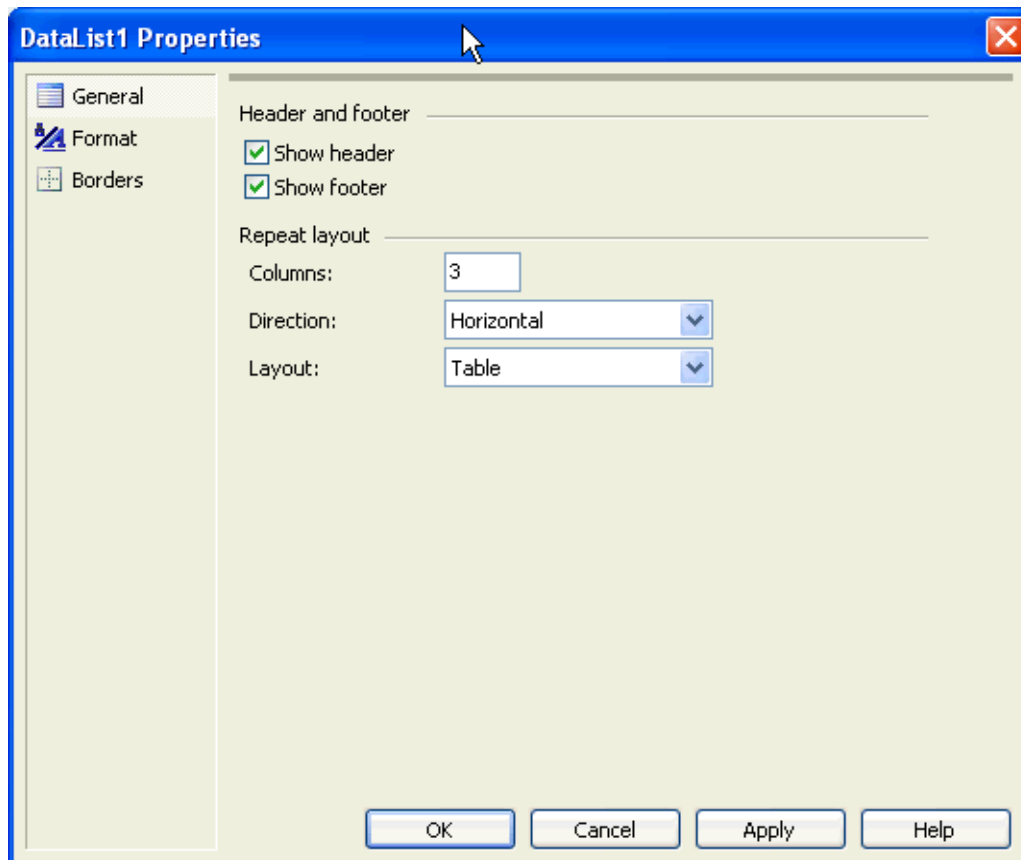 DataList1 Properties
General
Format
Borders
Header and footer
Show header
Show footer
Repeat layout
Columns: 3
Direction: Horizontal
Layout: Table
OK Cancel Apply Help